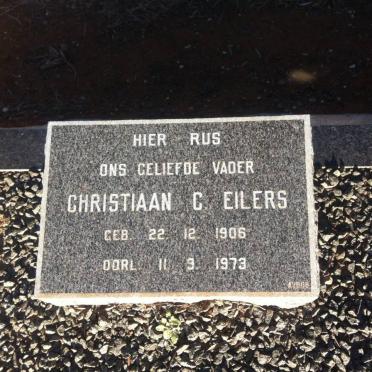 HIER RUS
ONS GELIEFDE VADER
CHRISTIAAN C. EILERS
GEB. 22. 12. 1906
OORL. 11. 9. 1973